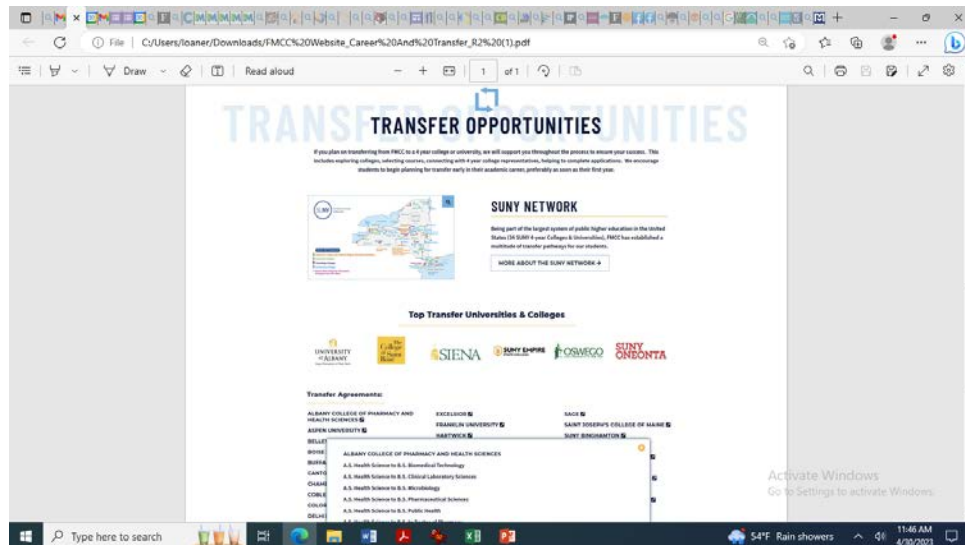 File
C:/Users/loaner/Downloads/FMCC%20Website_Career%20And%20Transfer_R2%20(1).pdf
Draw
Read aloud
1
of 1
TRANSFER OPPORTUNITIES
TRANSFER OPPORTUNITIES
If you plan on transferring from FMCC to a 4 year college or university, we will support you throughout the process to ensure your success. This
includes exploring colleges, selecting courses, connecting with 4 year college representatives, helping to complete applications. We encourage
students to begin planning for transfer early in their academic career, preferably as soon as their first year.
SUNY NETWORK
Being part of the largest system of public higher education in the United
States (34 SUNY 4-year Colleges & Universities), FMCC has established a
multitude of transfer pathways for our students.
MORE ABOUT THE SUNY NETWORK →
Top Transfer Universities & Colleges
UNIVERSITY
AT ALBANY
The
College
of Saint
Rose
SIENA
SUNY EMPIRE
OSWEGO
SUNY
ONEONTA
Transfer Agreements:
ALBANY COLLEGE OF PHARMACY AND
HEALTH SCIENCES
ASPEN UNIVERSITY
EXCELSIOR
FRANKLIN UNIVERSITY
HARTWICK
SAGE
SAINT JOSEPH'S COLLEGE OF MAINE
SUNY BINGHAMTON
ALBANY COLLEGE OF PHARMACY AND HEALTH SCIENCES
A.S. Health Science to B.S. Biomedical Technology
A.S. Health Science to B.S. Clinical Laboratory Sciences
A.S. Health Science to B.S. Microbiology
A.S. Health Science to B.S. Pharmaceutical Sciences
A.S. Health Science to B.S. Public Health
Activate Windows
Go to Settings to activate Windows.
Type here to search
54°F Rain showers
11:46 AM
4/30/2023